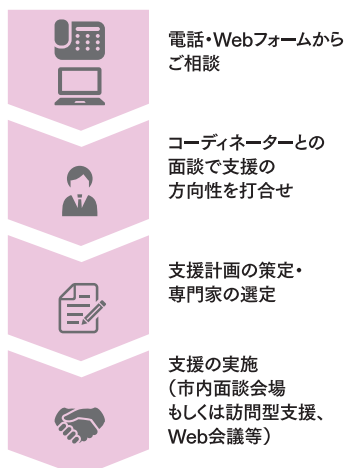 電話・Webフォームから
ご相談
コーディネーターとの
面談で支援の
方向性を打合せ
支援計画の策定・
専門家の選定
支援の実施
（市内面談会場
もしくは訪問型支援、
Web会議等）